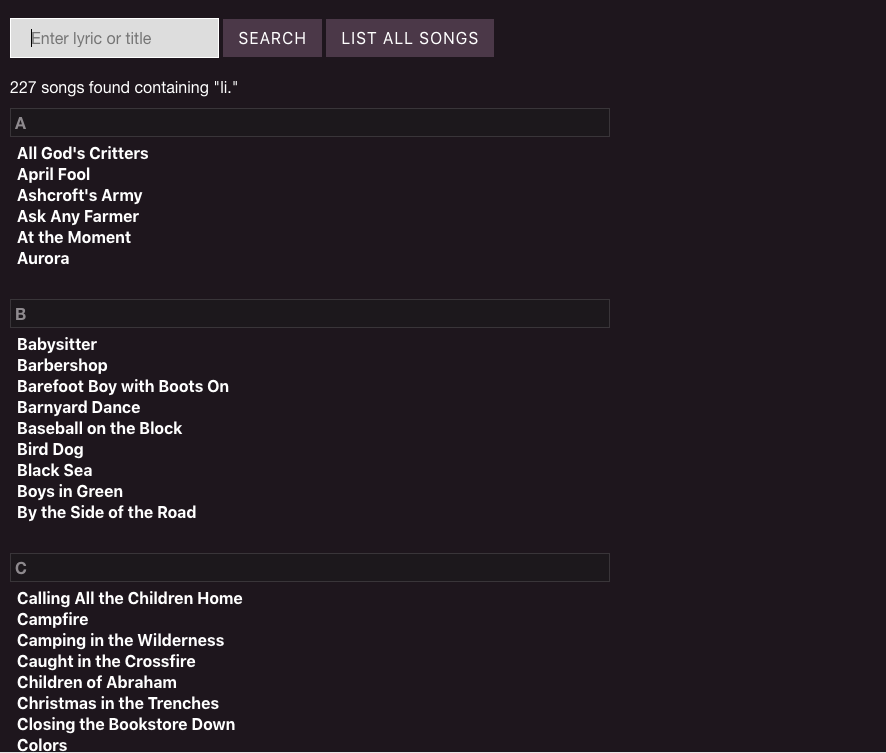 Enter lyric or title SEARCH LIST ALL SONGS
227 songs found containing "li."
A
All God's Critters
April Fool
Ashcroft's Army
Ask Any Farmer
At the Moment
Aurora
B
Babysitter
Barbershop
Barefoot Boy with Boots On
Barnyard Dance
Baseball on the Block
Bird Dog
Black Sea
Boys in Green
By the Side of the Road
C
Calling All the Children Home
Campfire
Camping in the Wilderness
Caught in the Crossfire
Children of Abraham
Christmas in the Trenches
Closing the Bookstore Down
Colors